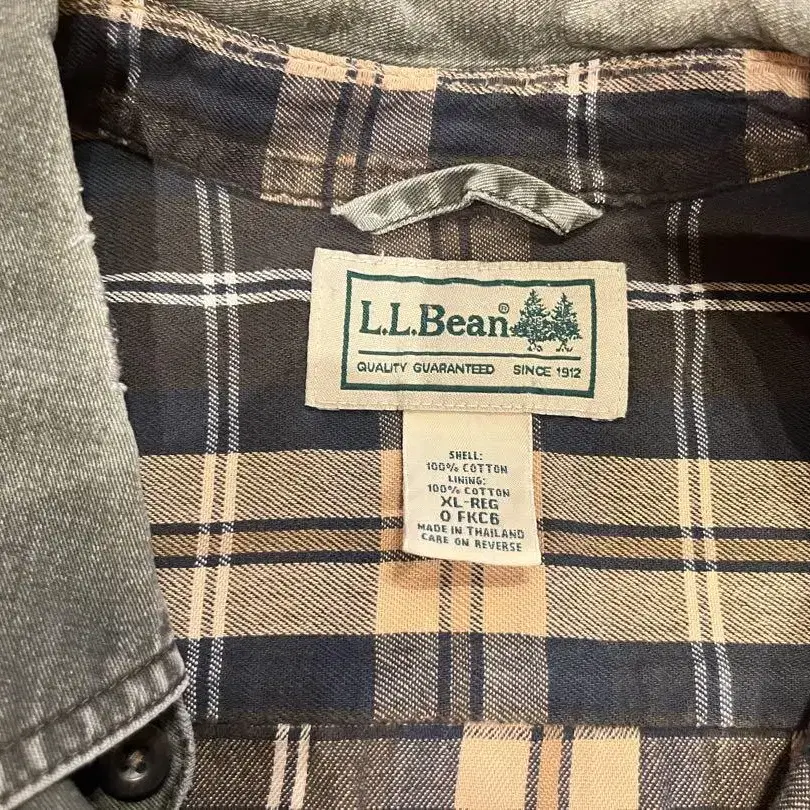 L.L.Bean®
QUALITY GUARANTEED SINCE 1912
SHELL:
100% COTTON
LINING:
100% COTTON
XL-REG
0 FKC6
MADE IN THAILAND
CARE ON REVERSE